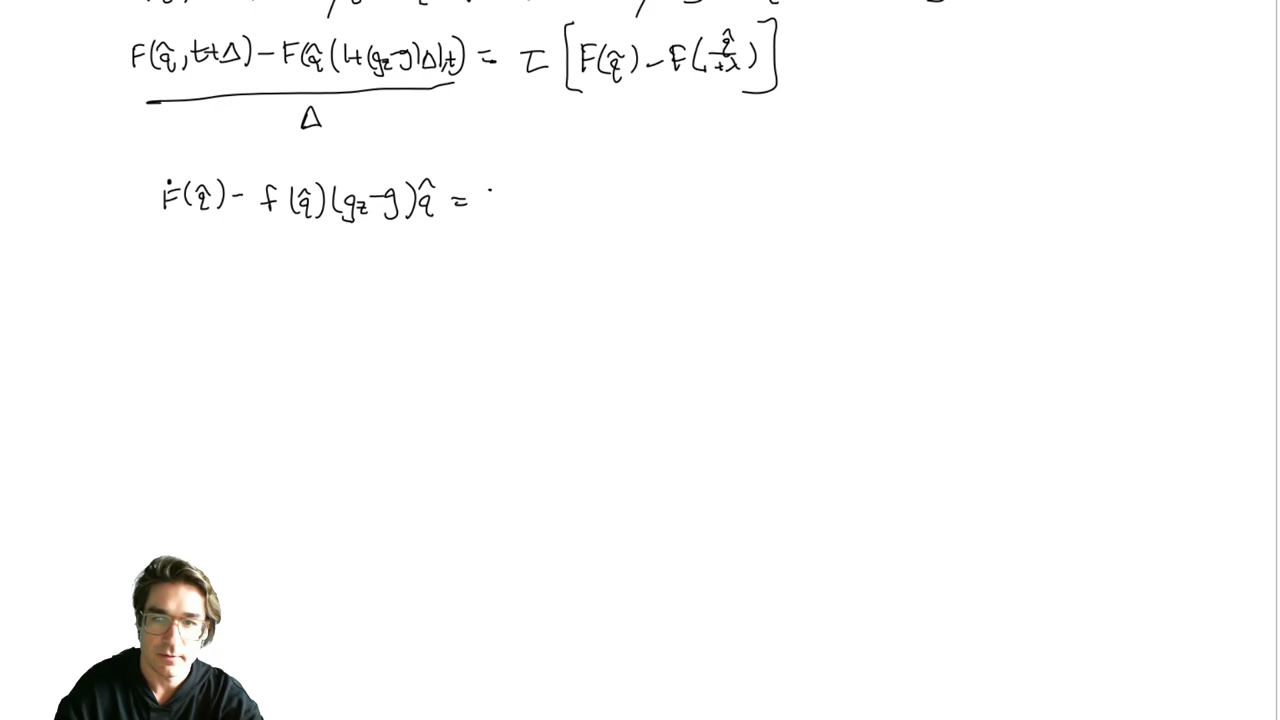 F(q̂,t+Δ) - F(q̂(1+(g_z-g)Δ),t) = τ [F(q̂) - F(q̂/1+λ)]
Δ
Ḟ(q̂) - f(q̂)(g_z-g)q̂ =